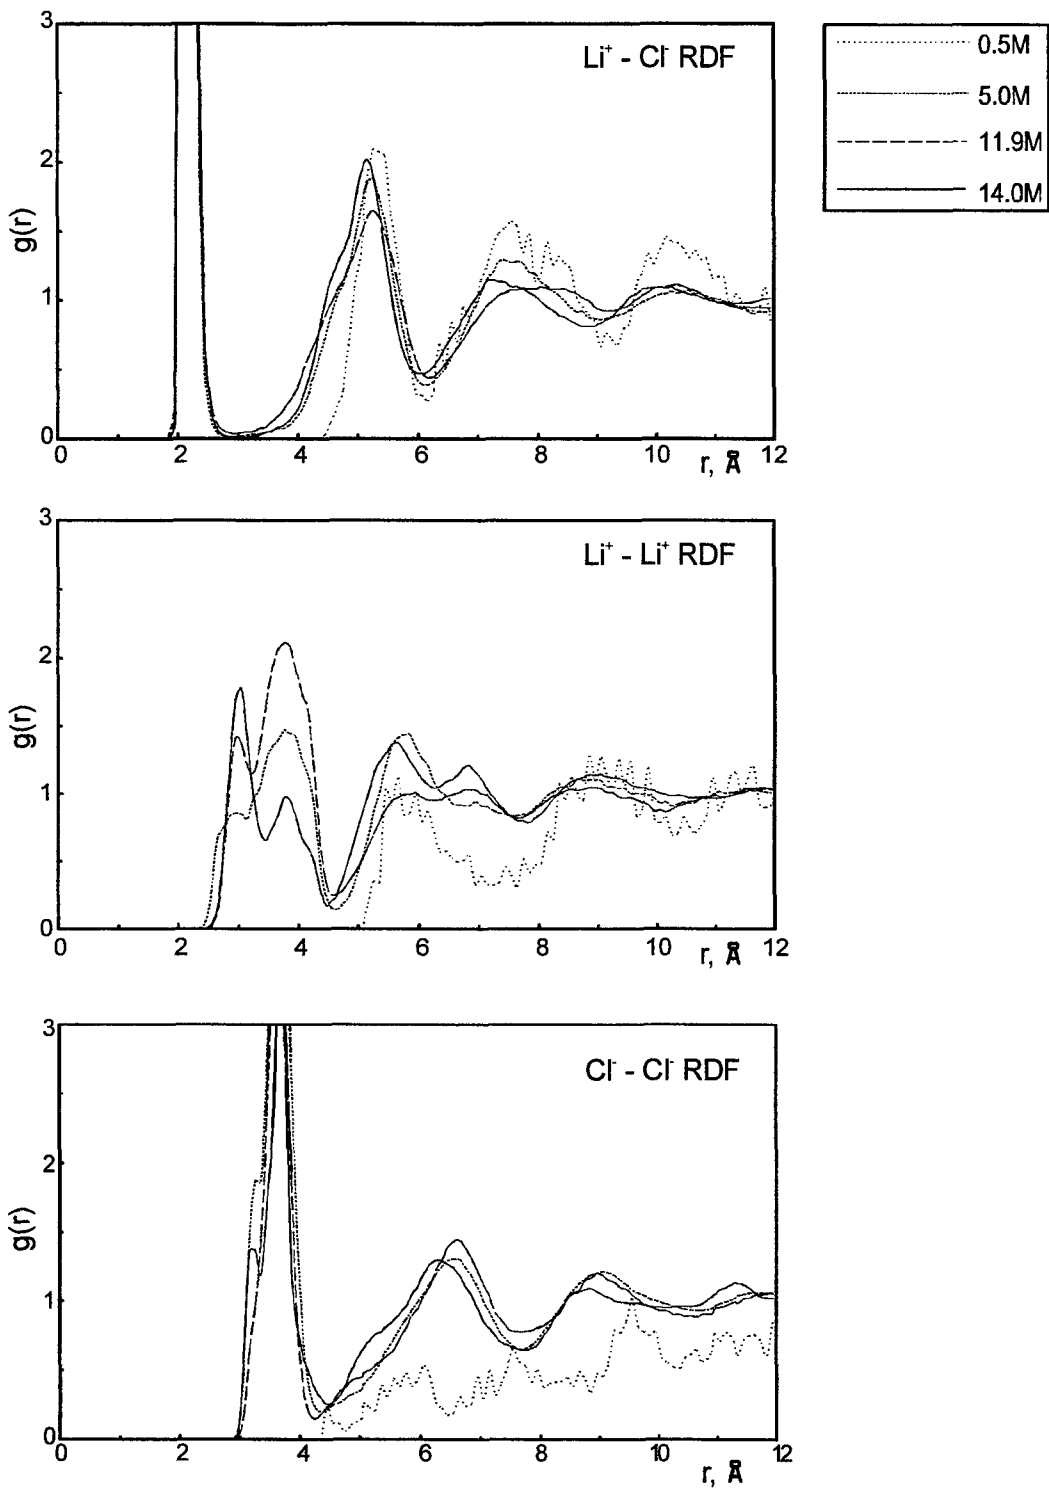 3
Li⁺ - Cl⁻ RDF
2
g(r)
1
0
0 2 4 6 8 10 12
r, Å
0.5M
5.0M
11.9M
14.0M
3
Li⁺ - Li⁺ RDF
2
g(r)
1
0
0 2 4 6 8 10 12
r, Å
3
Cl⁻ - Cl⁻ RDF
2
g(r)
1
0
0 2 4 6 8 10 12
r, Å